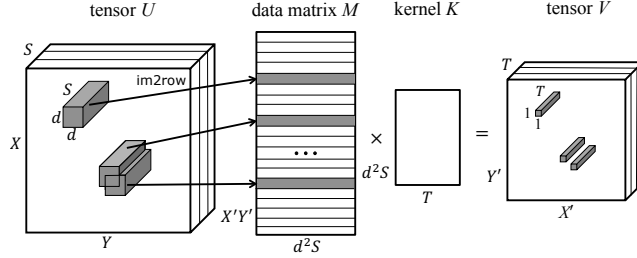 tensor U
data matrix M
kernel K
tensor V
S
im2row
S
d
d
X
Y
X′Y′
...
d²S
×
d²S
T
=
T
T
1
1
Y′
X′